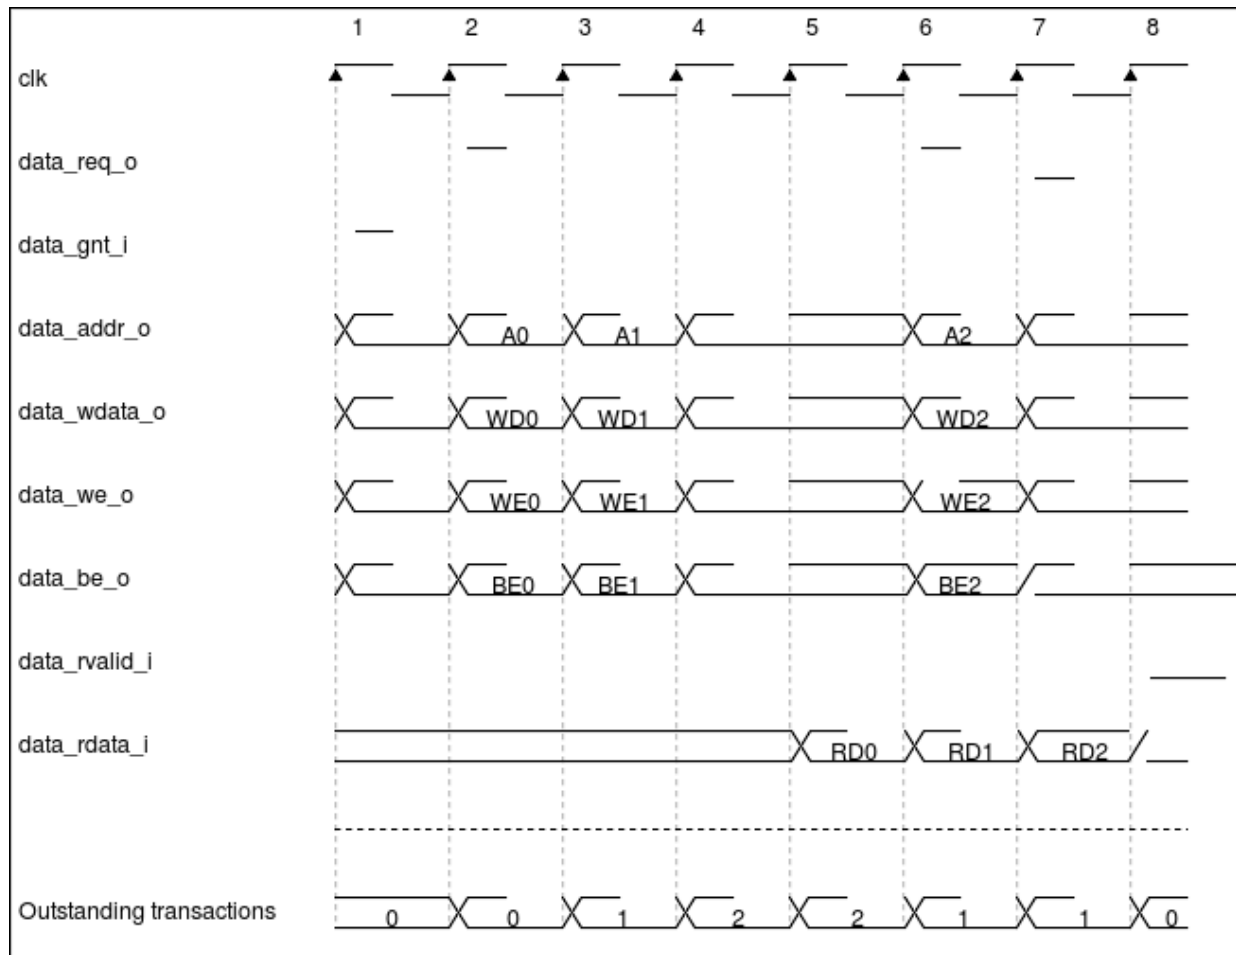 1 2 3 4 5 6 7 8
clk
data_req_o
data_gnt_i
data_addr_o A0 A1 A2
data_wdata_o WD0 WD1 WD2
data_we_o WE0 WE1 WE2
data_be_o BE0 BE1 BE2
data_rvalid_i
data_rdata_i RD0 RD1 RD2
Outstanding transactions 0 0 1 2 2 1 1 0